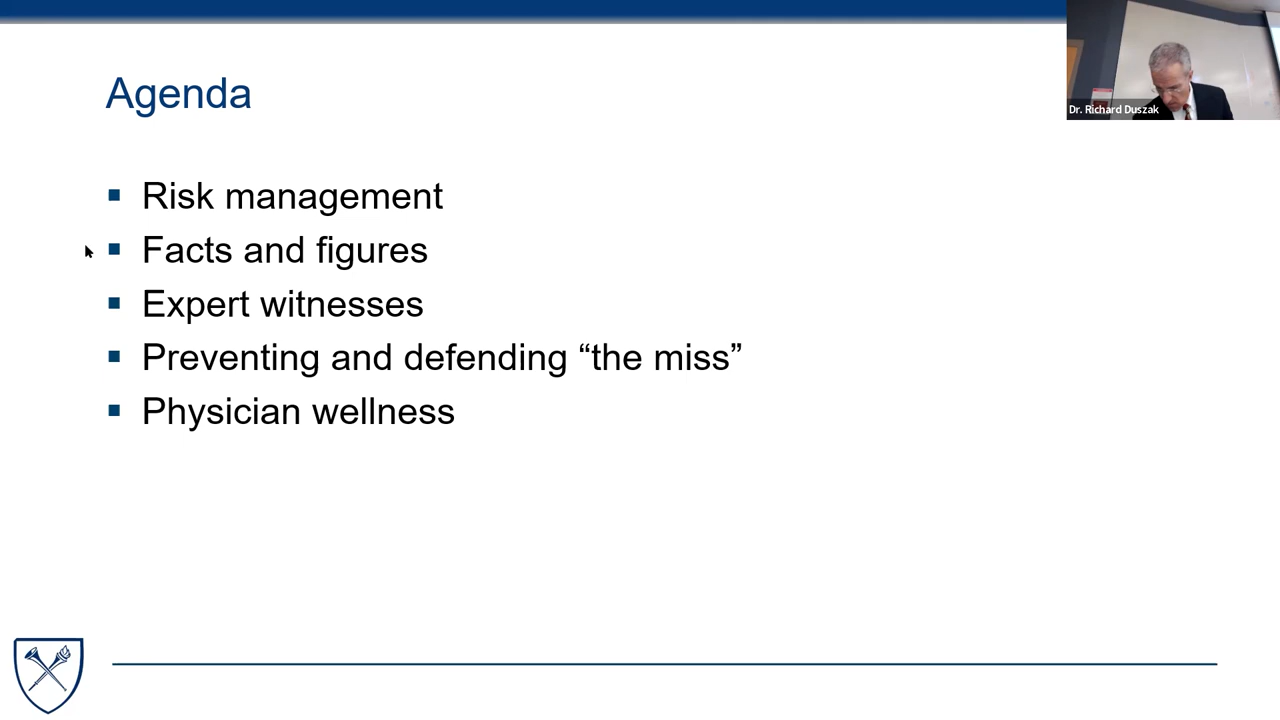 Agenda
Dr. Richard Duszak
▪ Risk management
▪ Facts and figures
▪ Expert witnesses
▪ Preventing and defending “the miss”
▪ Physician wellness